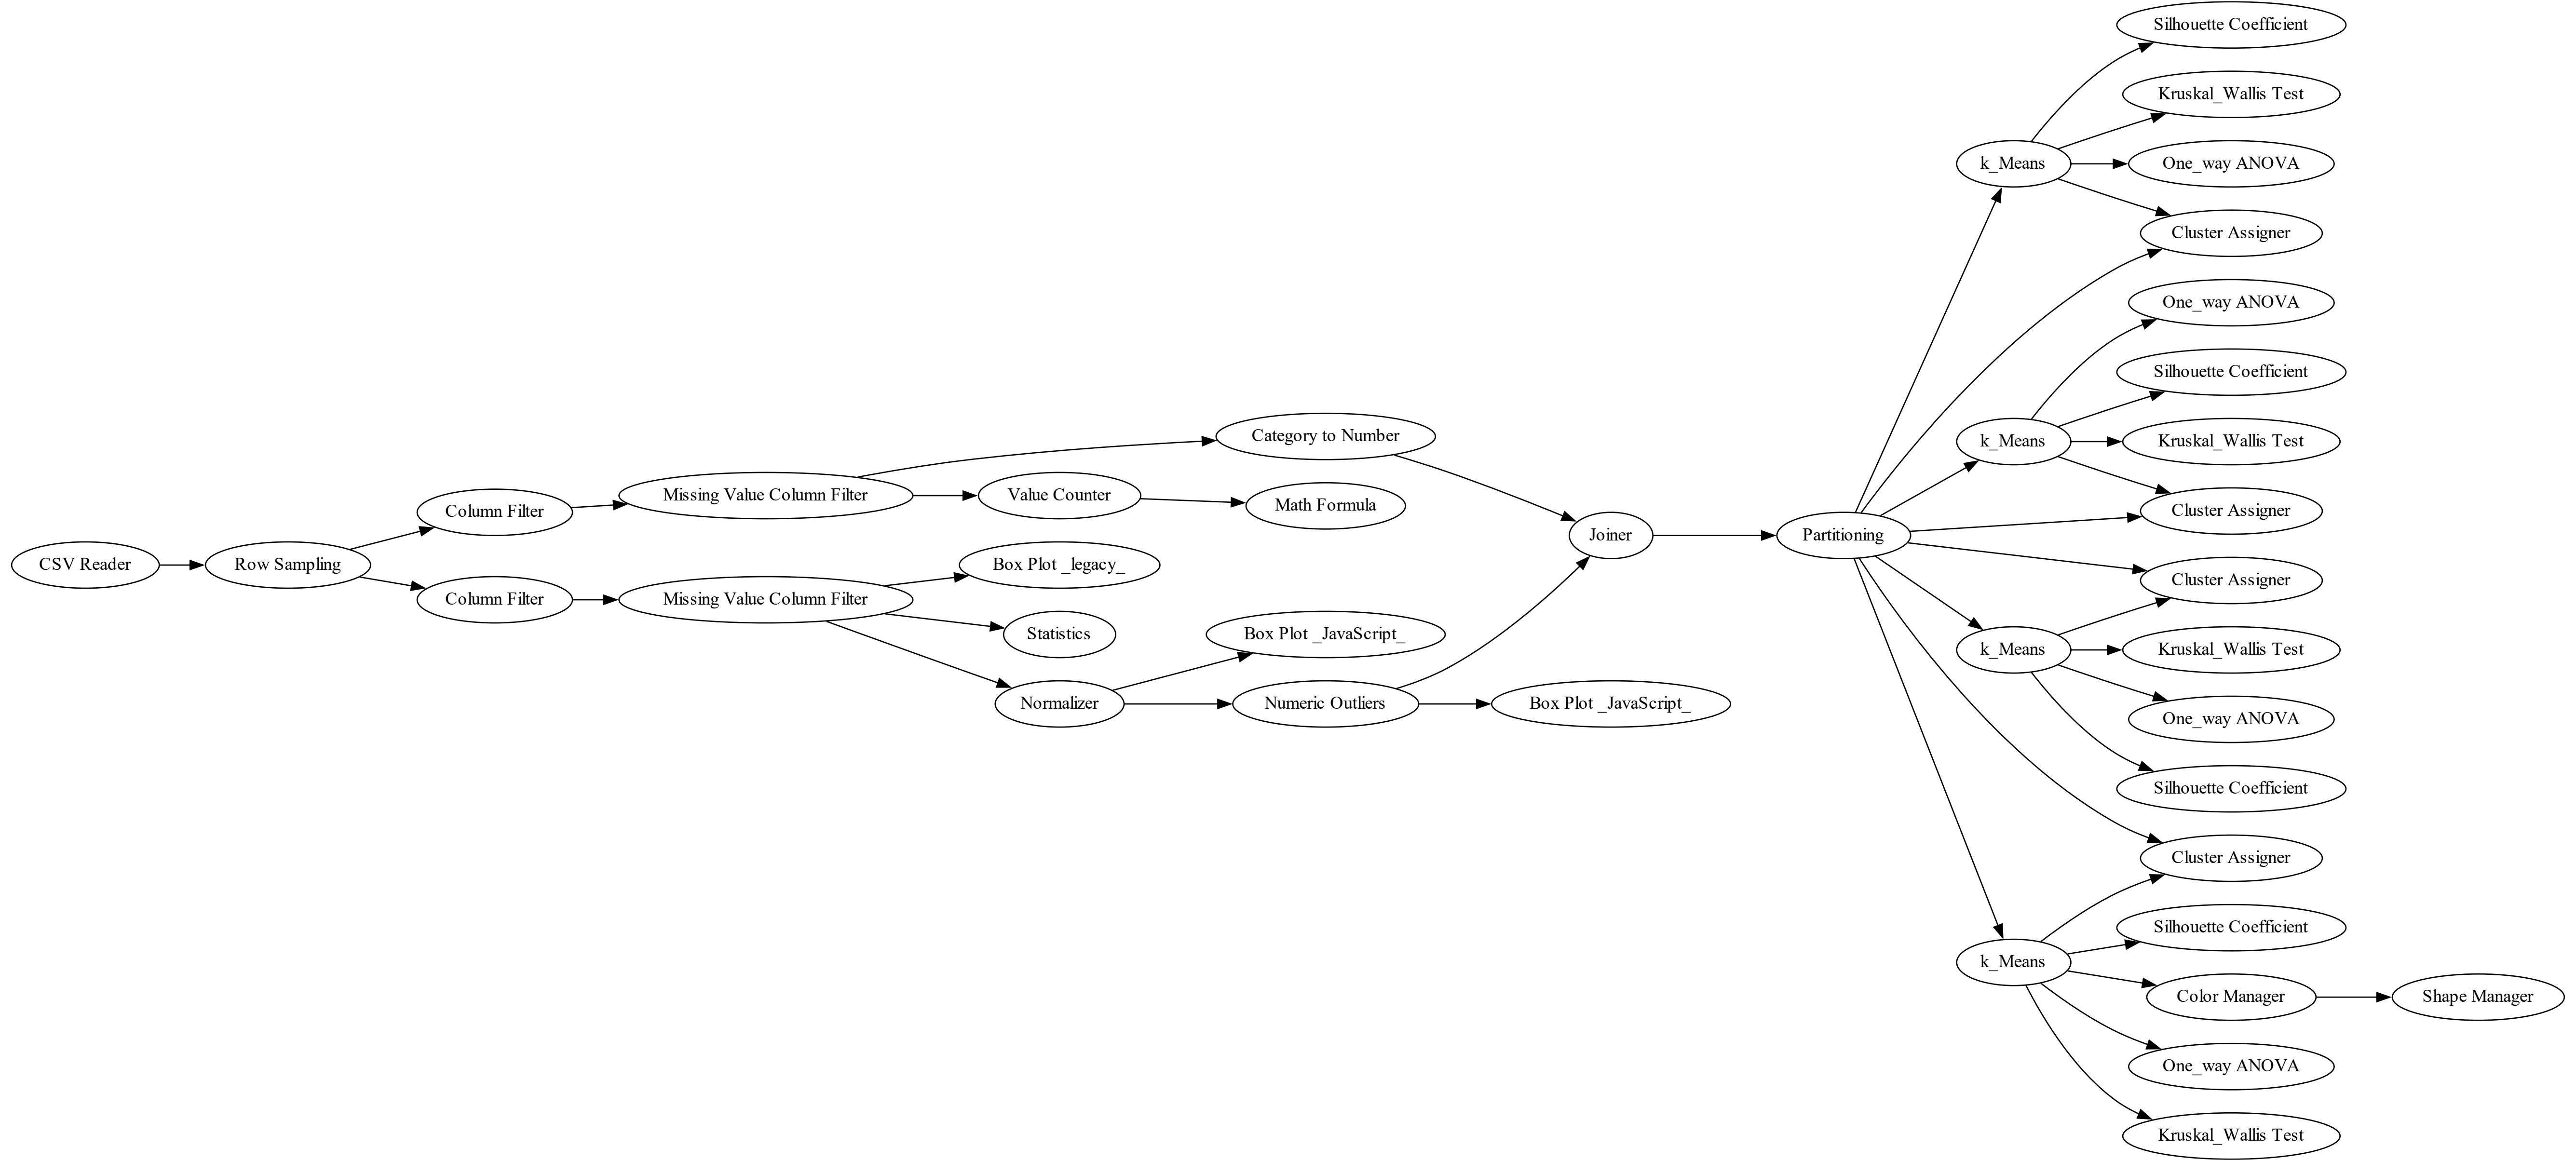 CSV Reader
Row Sampling
Column Filter
Column Filter
Missing Value Column Filter
Missing Value Column Filter
Value Counter
Box Plot _legacy_
Statistics
Normalizer
Category to Number
Math Formula
Box Plot _JavaScript_
Numeric Outliers
Joiner
Box Plot _JavaScript_
Partitioning
k_Means
k_Means
k_Means
k_Means
Silhouette Coefficient
Kruskal_Wallis Test
One_way ANOVA
Cluster Assigner
One_way ANOVA
Silhouette Coefficient
Kruskal_Wallis Test
Cluster Assigner
Cluster Assigner
Kruskal_Wallis Test
One_way ANOVA
Silhouette Coefficient
Cluster Assigner
Silhouette Coefficient
Color Manager
One_way ANOVA
Kruskal_Wallis Test
Shape Manager